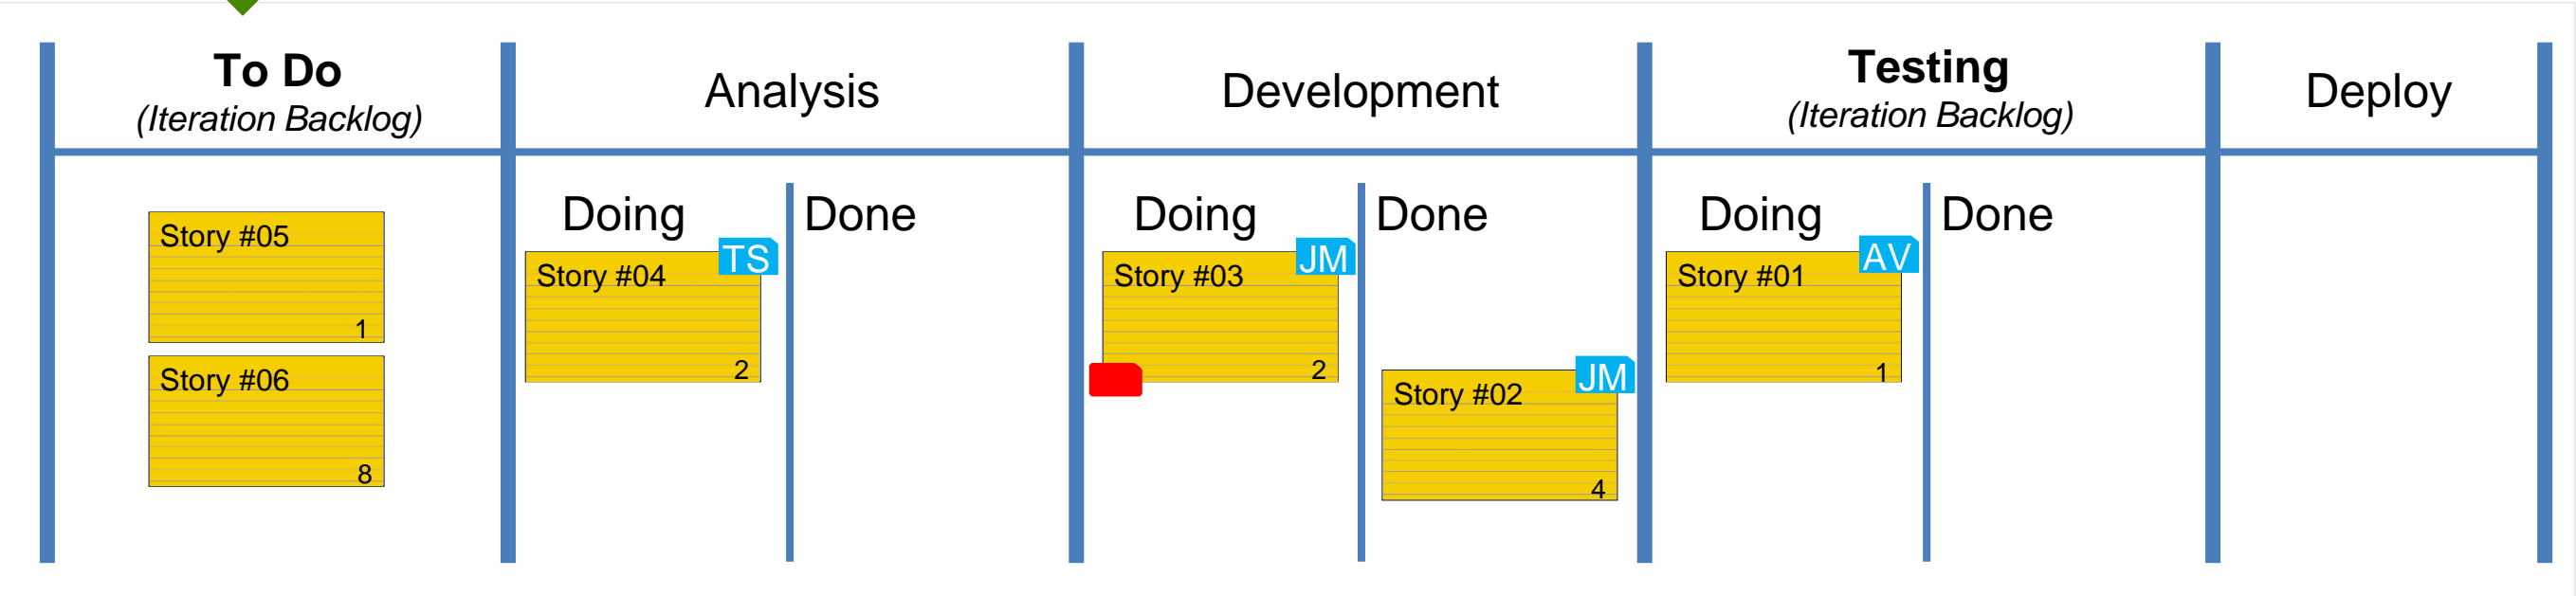 To Do
(Iteration Backlog)
Analysis
Development
Testing
(Iteration Backlog)
Deploy
Story #05
1
Story #06
8
Doing
Done
TS
Story #04
2
Doing
Done
JM
Story #03
2
JM
Story #02
4
Doing
Done
AV
Story #01
1